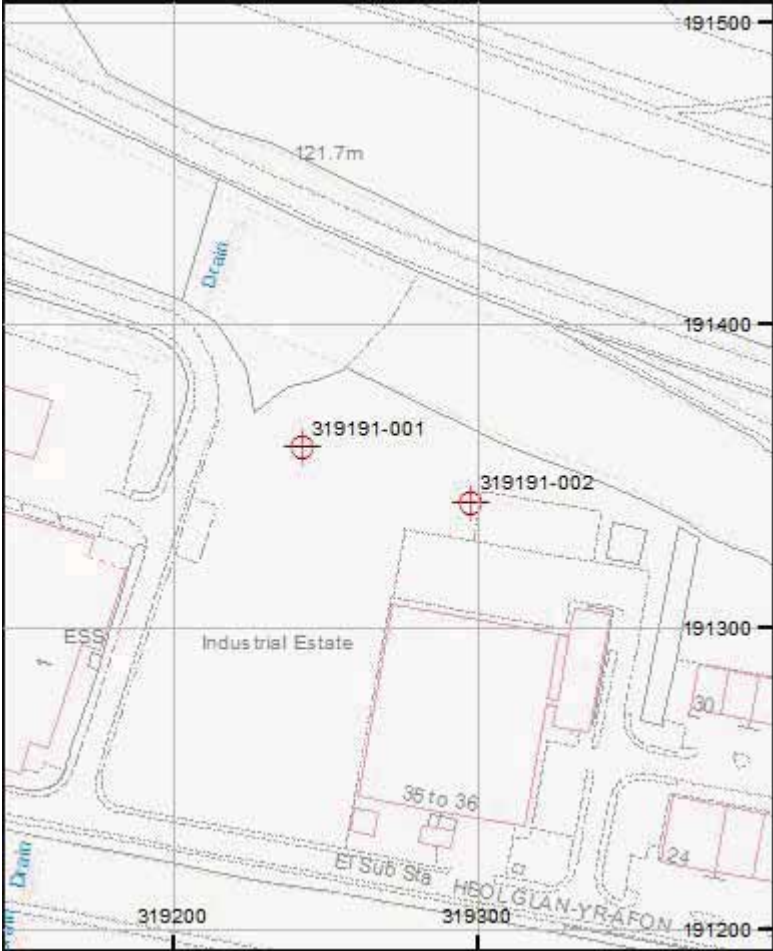 191500
121.7m
Drain
191400
319191-001
319191-002
191300
ESS
Industrial Estate
1
30
35 to 36
24
El Sub Sta
Drain
HEOL GLAN-YR-AFON
319200
319300
191200